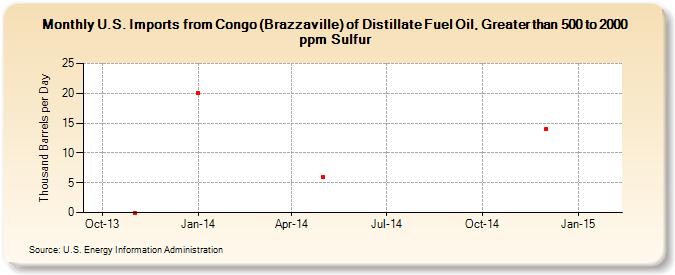 Monthly U.S. Imports from Congo (Brazzaville) of Distillate Fuel Oil, Greater than 500 to 2000
ppm Sulfur
Thousand Barrels per Day
25
20
15
10
5
0
Oct-13 Jan-14 Apr-14 Jul-14 Oct-14 Jan-15
Source: U.S. Energy Information Administration